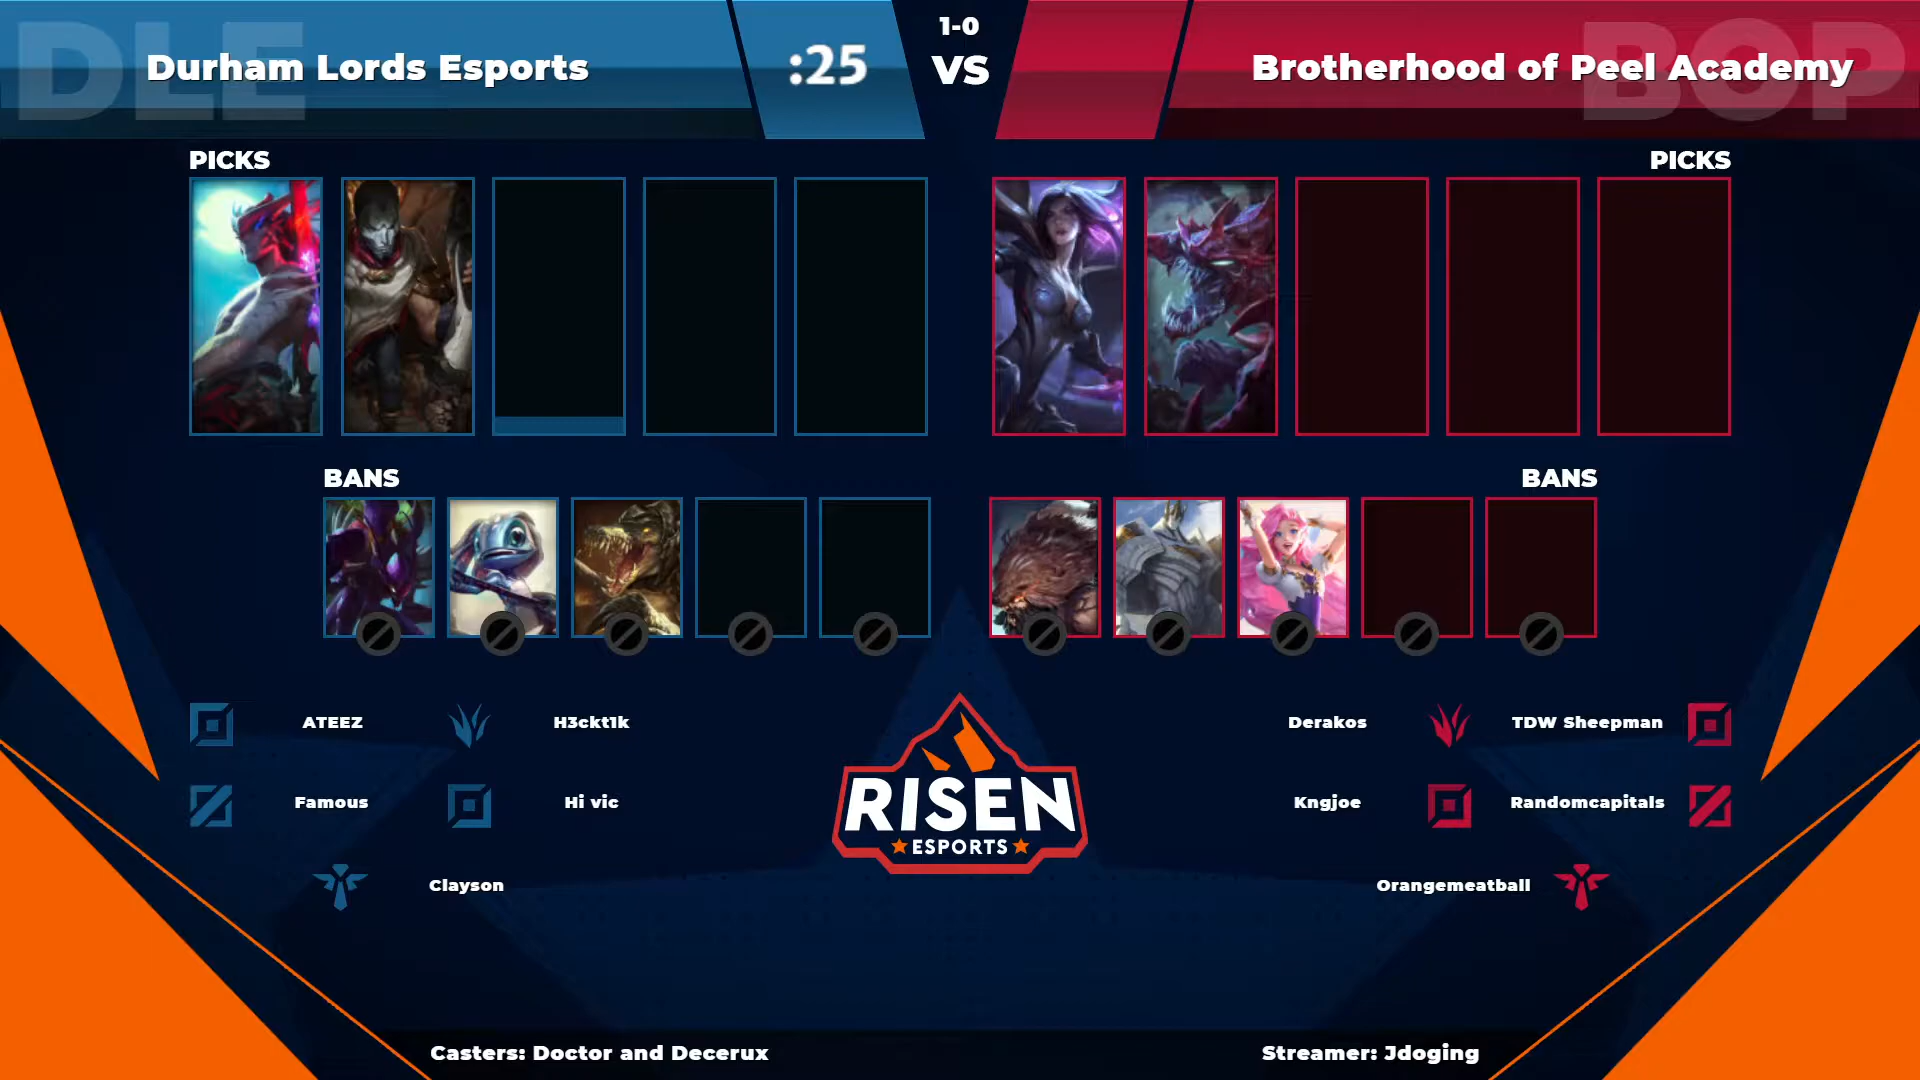 DLE
Durham Lords Esports
:25
1-0
VS
BOP
Brotherhood of Peel Academy
PICKS
PICKS
BANS
BANS
ATEEZ
H3ckt1k
Derakos
TDW Sheepman
Famous
Hi vic
Kngjoe
Randomcapitals
Clayson
Orangemeatball
RISEN
ESPORTS
Casters: Doctor and Decerux
Streamer: Jdoging